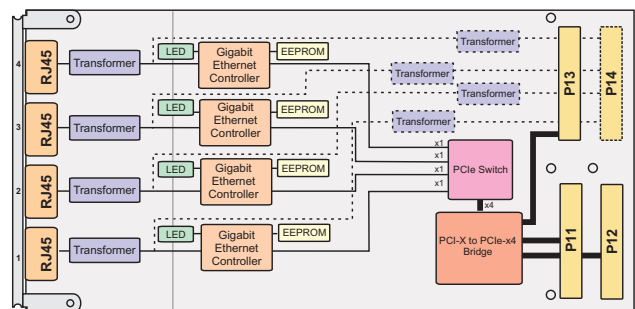 4
RJ45
Transformer
LED
Gigabit
Ethernet
Controller
EEPROM
Transformer
P13
P14
3
RJ45
Transformer
LED
Gigabit
Ethernet
Controller
EEPROM
Transformer
Transformer
Transformer
2
RJ45
Transformer
LED
Gigabit
Ethernet
Controller
EEPROM
x1
x1
x1
x1
PCIe Switch
x4
1
RJ45
Transformer
LED
Gigabit
Ethernet
Controller
EEPROM
PCI-X to PCIe-x4
Bridge
P11
P12